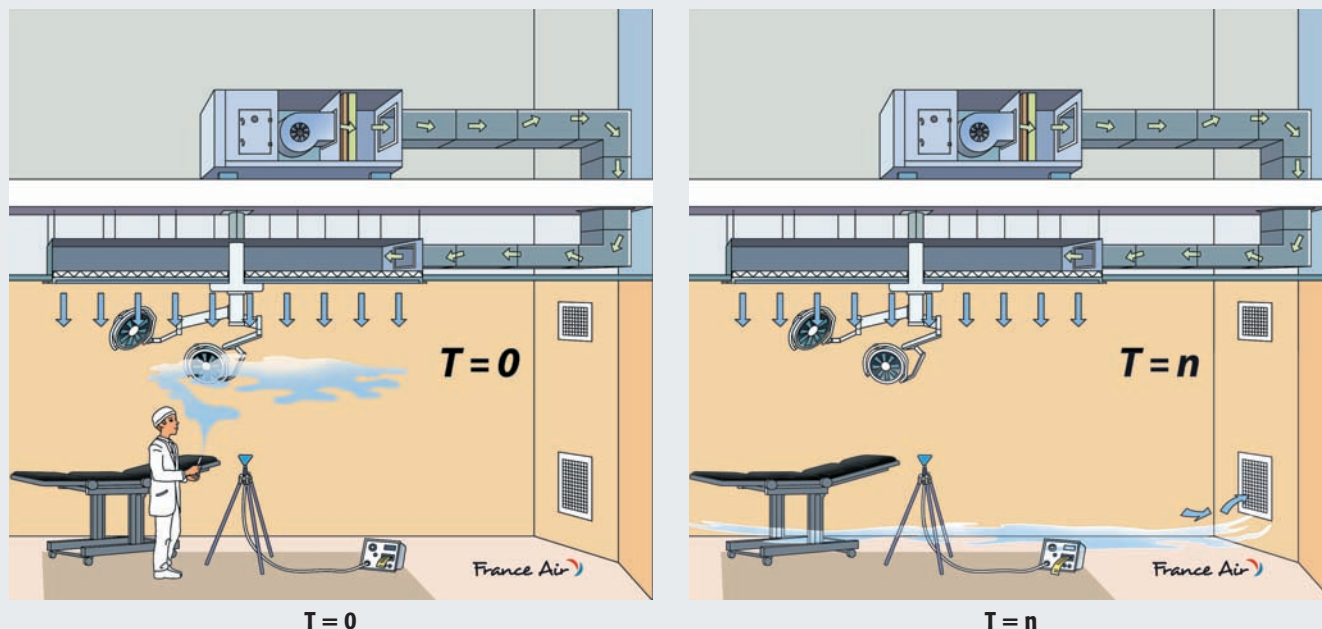 T = 0
T = n
France Air
France Air
T = 0
T = n